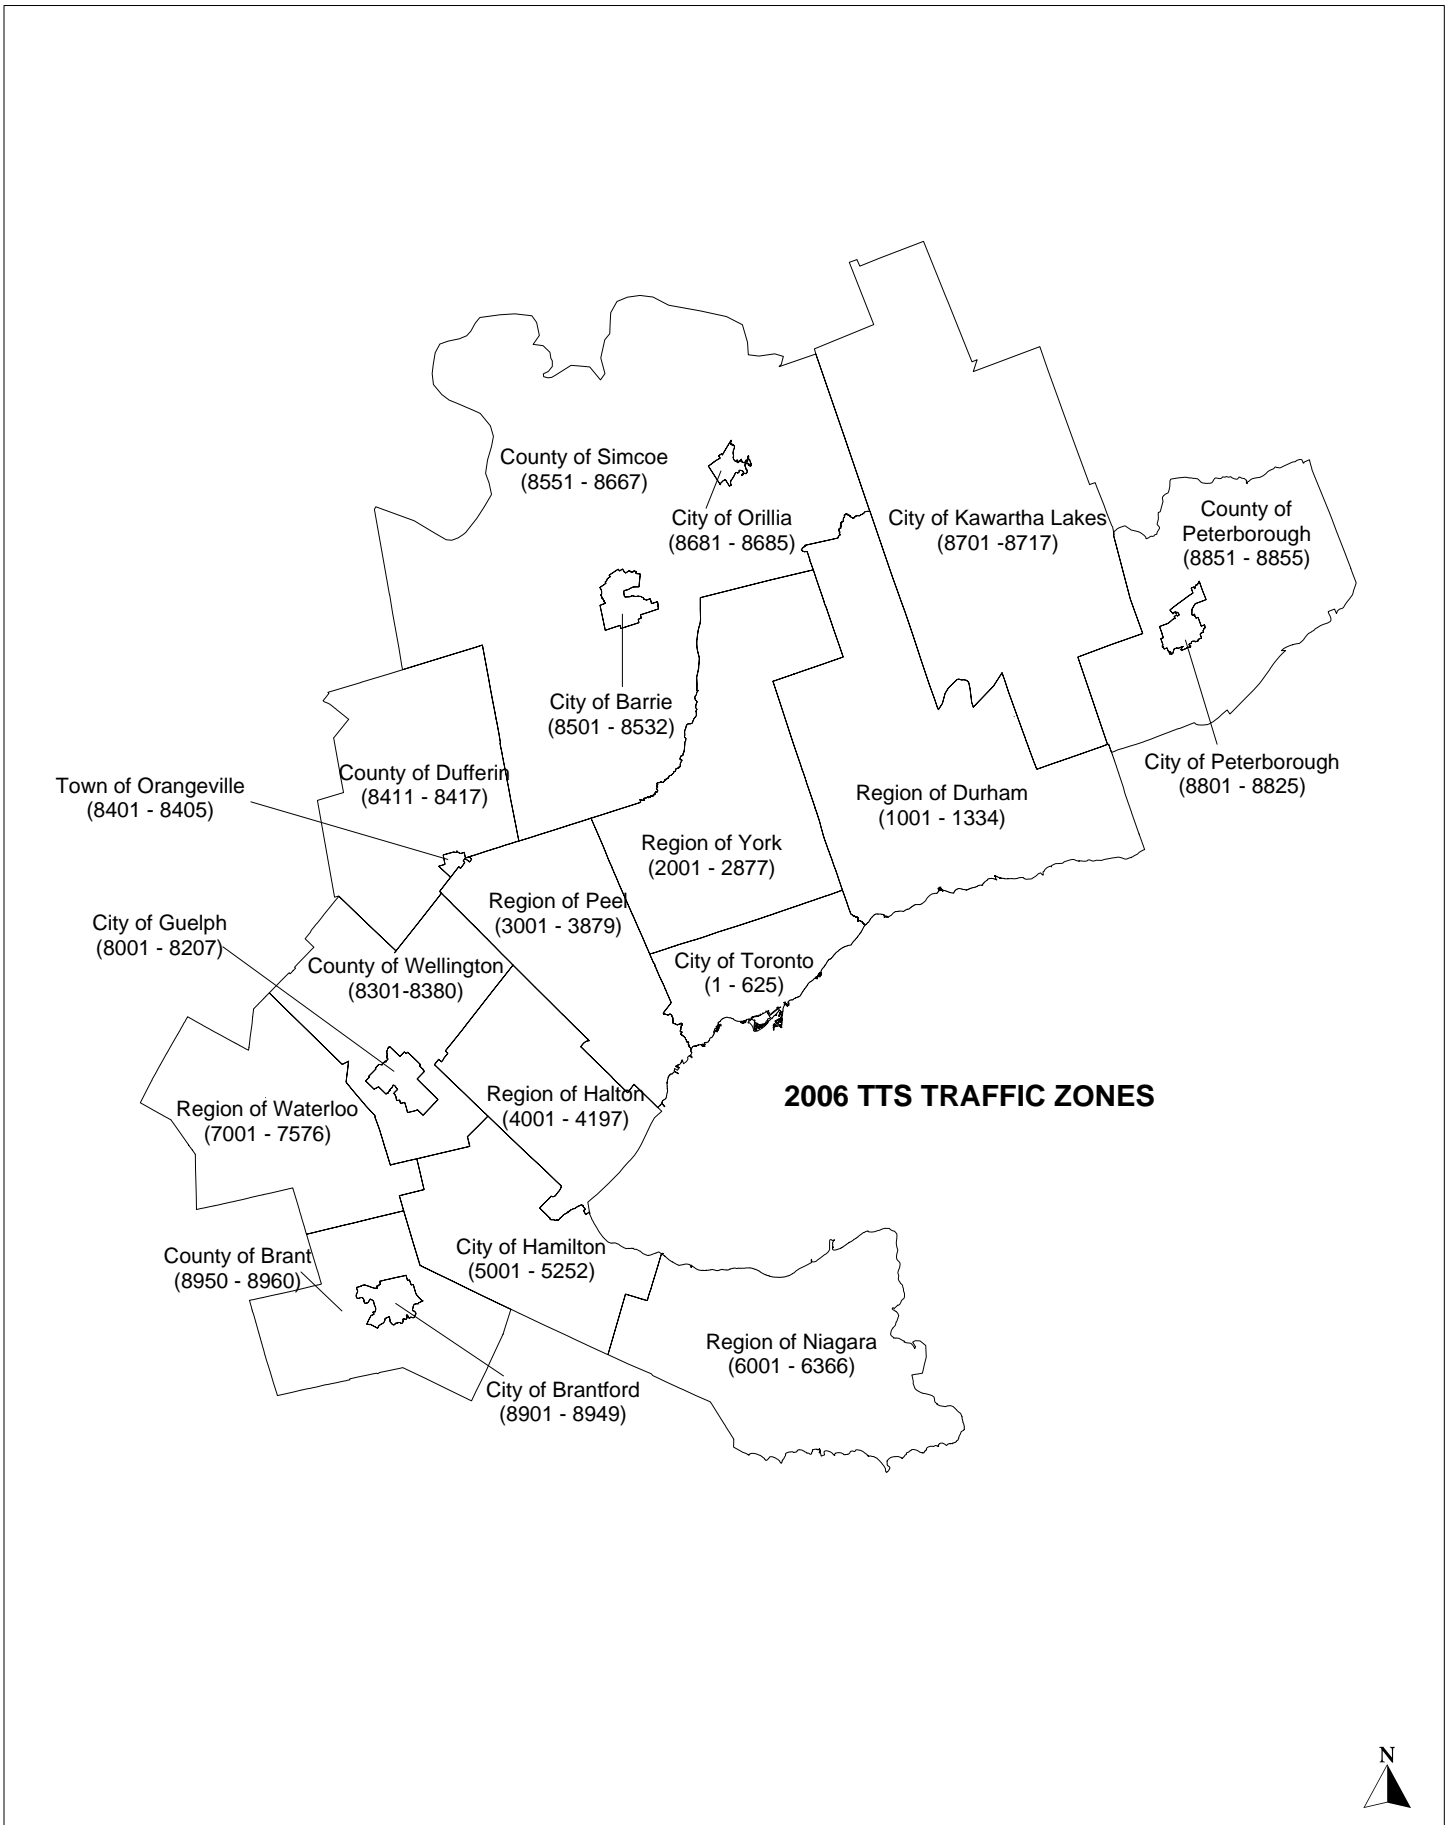 County of Simcoe
(8551 - 8667)
City of Orillia
(8681 - 8685)
City of Kawartha Lakes
(8701 -8717)
County of
Peterborough
(8851 - 8855)
City of Barrie
(8501 - 8532)
City of Peterborough
(8801 - 8825)
Town of Orangeville
(8401 - 8405)
County of Dufferin
(8411 - 8417)
Region of Durham
(1001 - 1334)
Region of York
(2001 - 2877)
Region of Peel
(3001 - 3879)
City of Guelph
(8001 - 8207)
County of Wellington
(8301-8380)
City of Toronto
(1 - 625)
Region of Waterloo
(7001 - 7576)
Region of Halton
(4001 - 4197)
2006 TTS TRAFFIC ZONES
County of Brant
(8950 - 8960)
City of Hamilton
(5001 - 5252)
Region of Niagara
(6001 - 6366)
City of Brantford
(8901 - 8949)
N